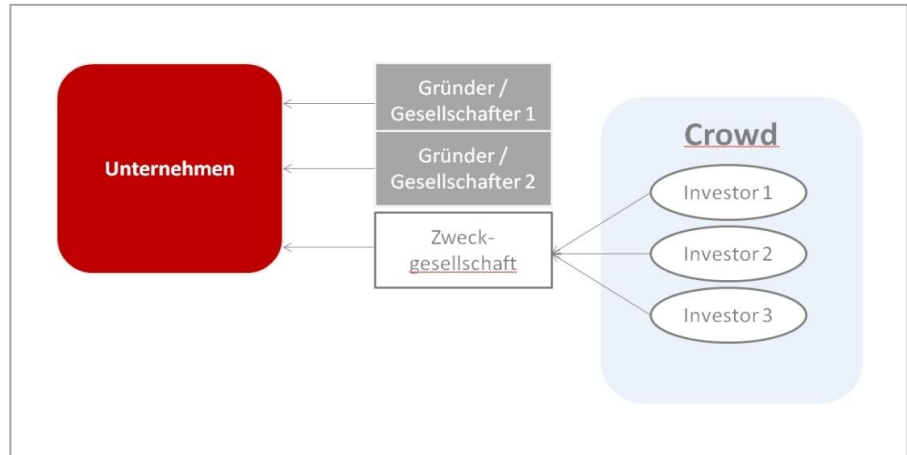 Unternehmen
Gründer /
Gesellschafter 1
Gründer /
Gesellschafter 2
Zweck-
gesellschaft
Crowd
Investor 1
Investor 2
Investor 3